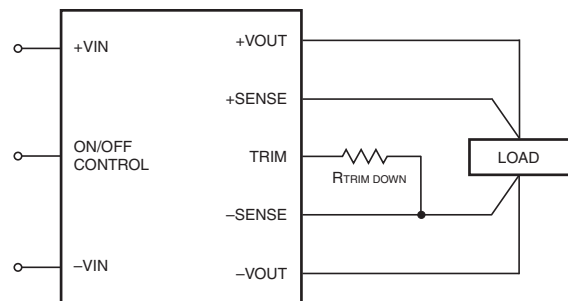 +VIN
ON/OFF
CONTROL
–VIN
+VOUT
+SENSE
TRIM
–SENSE
–VOUT
RTRIM DOWN
LOAD